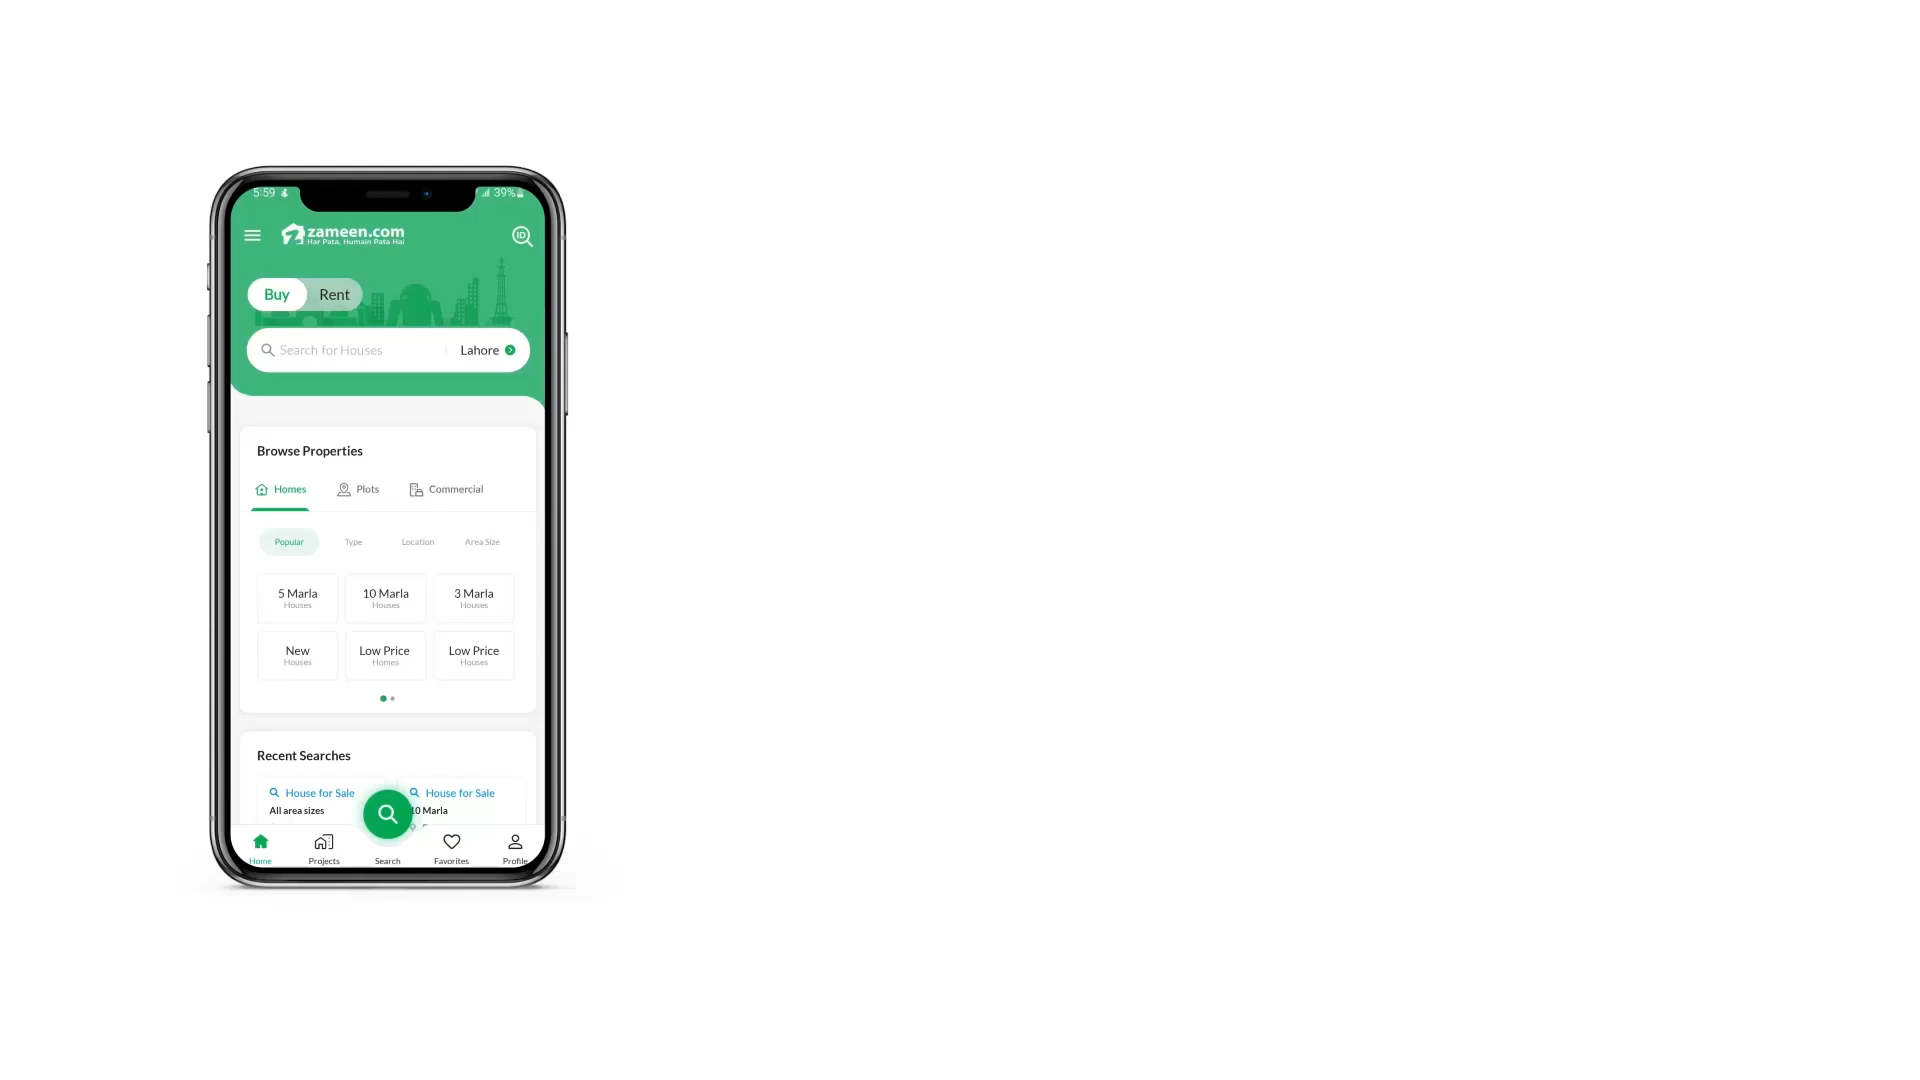 5:59
39%
zameen.com
Har Pata, Humain Pata Hai
ID
Buy
Rent
Search for Houses
Lahore
Browse Properties
Homes
Plots
Commercial
Popular
Type
Location
Area Size
5 Marla
Houses
10 Marla
Houses
3 Marla
Houses
New
Houses
Low Price
Homes
Low Price
Houses
Recent Searches
House for Sale
All area sizes
House for Sale
10 Marla
Home
Projects
Search
Favorites
Profile